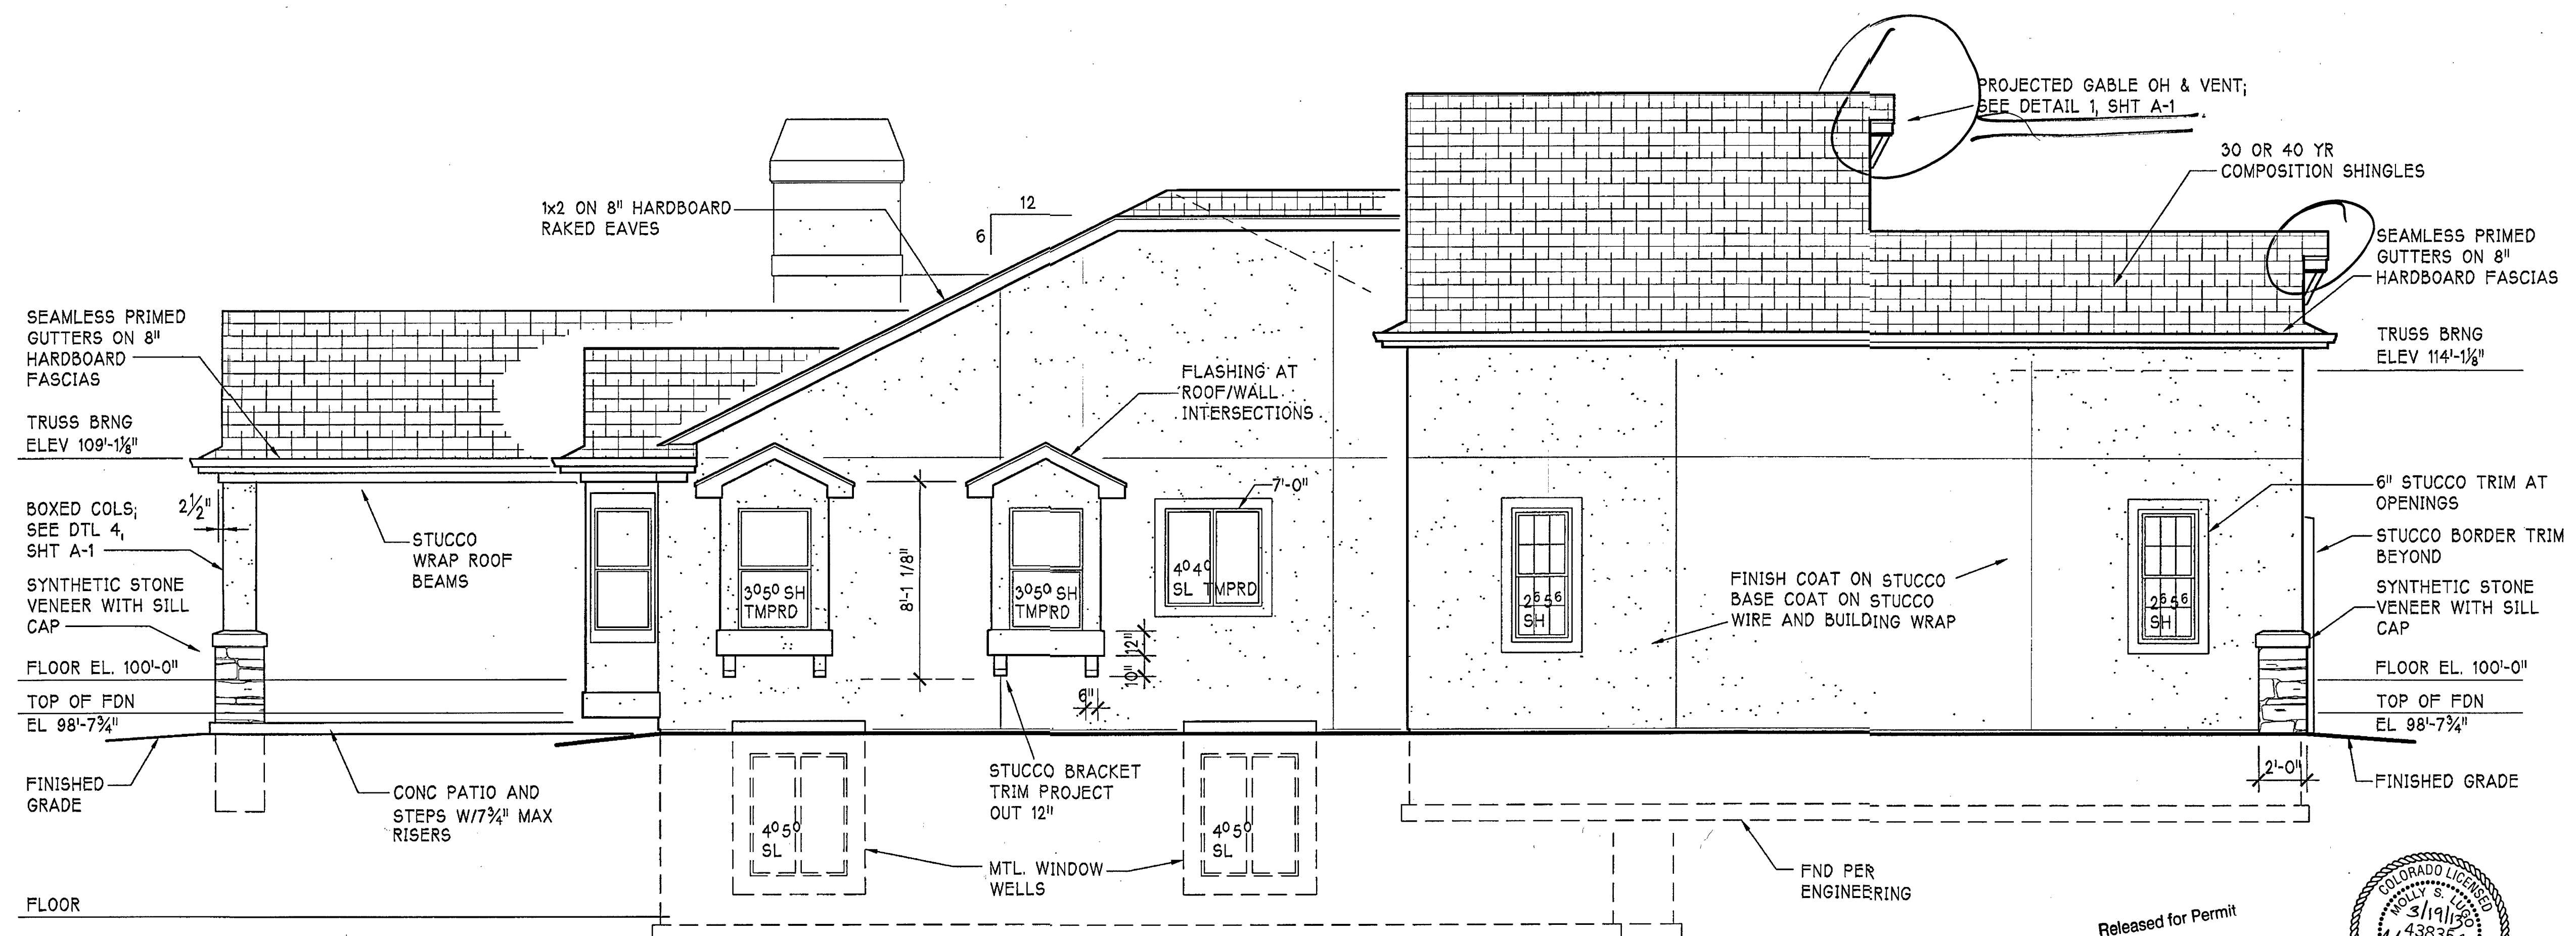 PROJECTED GABLE OH & VENT;
SEE DETAIL 1, SHT A-1
30 OR 40 YR
COMPOSITION SHINGLES
1x2 ON 8" HARDBOARD
RAKED EAVES
12
6
SEAMLESS PRIMED
GUTTERS ON 8"
HARDBOARD FASCIAS
SEAMLESS PRIMED
GUTTERS ON 8"
HARDBOARD
FASCIAS
TRUSS BRNG
ELEV 114'-1⅛"
FLASHING AT
ROOF/WALL
INTERSECTIONS
TRUSS BRNG
ELEV 109'-1⅛"
BOXED COLS;
SEE DTL 4,
SHT A-1
2½"
STUCCO
WRAP ROOF
BEAMS
7'-0"
6" STUCCO TRIM AT
OPENINGS
STUCCO BORDER TRIM
BEYOND
SYNTHETIC STONE
VENEER WITH SILL
CAP
SYNTHETIC STONE
VENEER WITH SILL
CAP
3⁰5⁰ SH
TMPRD
8'-1 1/8"
3⁰5⁰ SH
TMPRD
4⁰4⁰
SL TMPRD
2⁶5⁶
SH
FINISH COAT ON STUCCO
BASE COAT ON STUCCO
WIRE AND BUILDING WRAP
2⁶5⁶
SH
12"
10"
6"
FLOOR EL. 100'-0"
TOP OF FDN
EL 98'-7¾"
FLOOR EL. 100'-0"
TOP OF FDN
EL 98'-7¾"
FINISHED
GRADE
CONC PATIO AND
STEPS W/7¾" MAX
RISERS
STUCCO BRACKET
TRIM PROJECT
OUT 12"
2'-0"
FINISHED GRADE
4⁰5⁰
SL
4⁰5⁰
SL
MTL. WINDOW
WELLS
FND PER
ENGINEERING
FLOOR
Released for Permit
COLORADO LICENSED
MOLLY S. LUGO
3/19/13